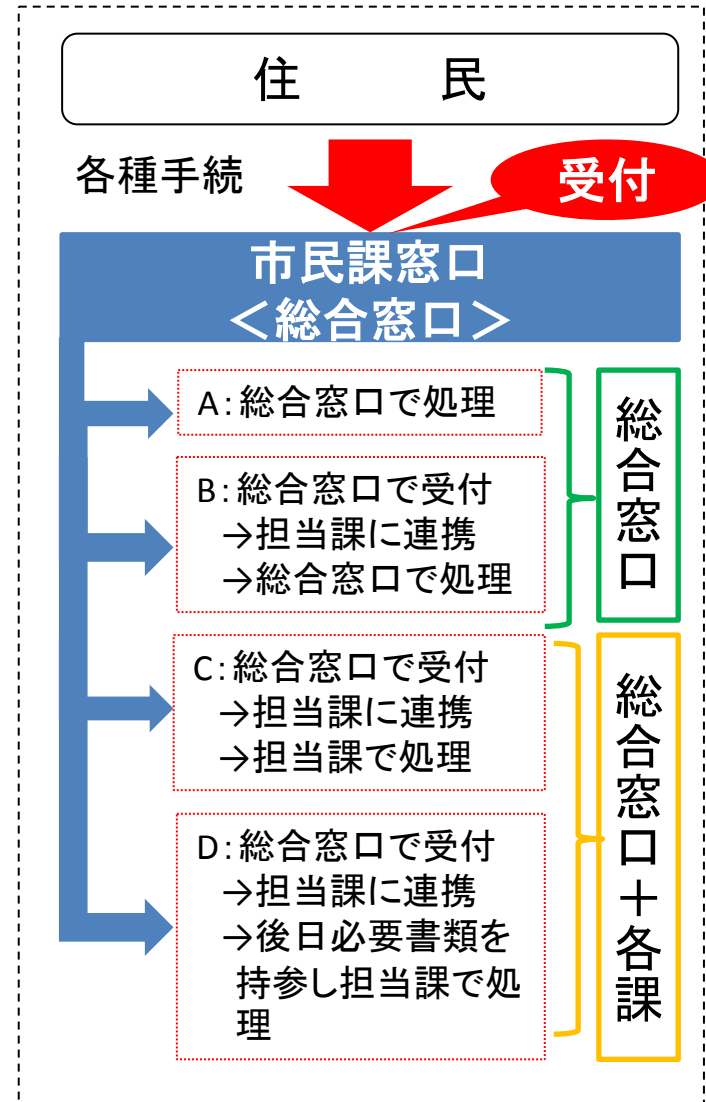 住　　民
各種手続
受付
市民課窓口
＜総合窓口＞
A：総合窓口で処理
B：総合窓口で受付
→担当課に連携
→総合窓口で処理
総合窓口
C：総合窓口で受付
→担当課に連携
→担当課で処理
D：総合窓口で受付
→担当課に連携
→後日必要書類を
持参し担当課で処
理
総合窓口＋各課